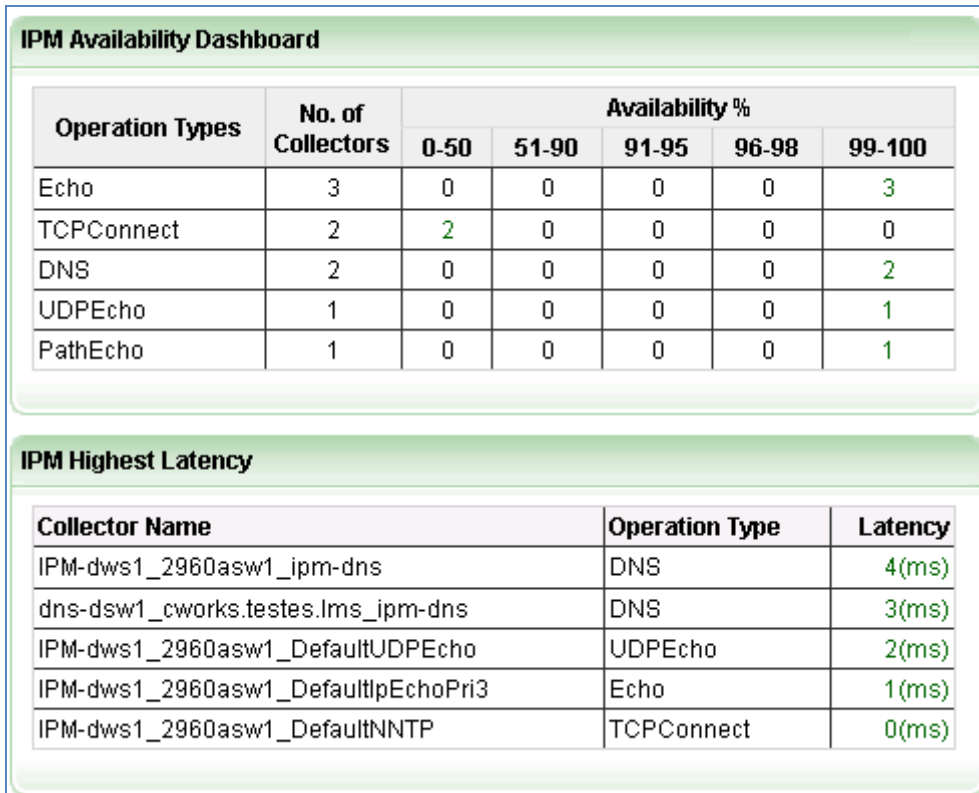 IPM Availability Dashboard
Operation Types No. of Collectors Availability %
0-50 51-90 91-95 96-98 99-100
Echo 3 0 0 0 0 3
TCPConnect 2 2 0 0 0 0
DNS 2 0 0 0 0 2
UDPEcho 1 0 0 0 0 1
PathEcho 1 0 0 0 0 1
IPM Highest Latency
Collector Name Operation Type Latency
IPM-dws1_2960asw1_ipm-dns DNS 4(ms)
dns-dsw1_cworks.testes.lms_ipm-dns DNS 3(ms)
IPM-dws1_2960asw1_DefaultUDPEcho UDPEcho 2(ms)
IPM-dws1_2960asw1_DefaultIpEchoPri3 Echo 1(ms)
IPM-dws1_2960asw1_DefaultNNTP TCPConnect 0(ms)